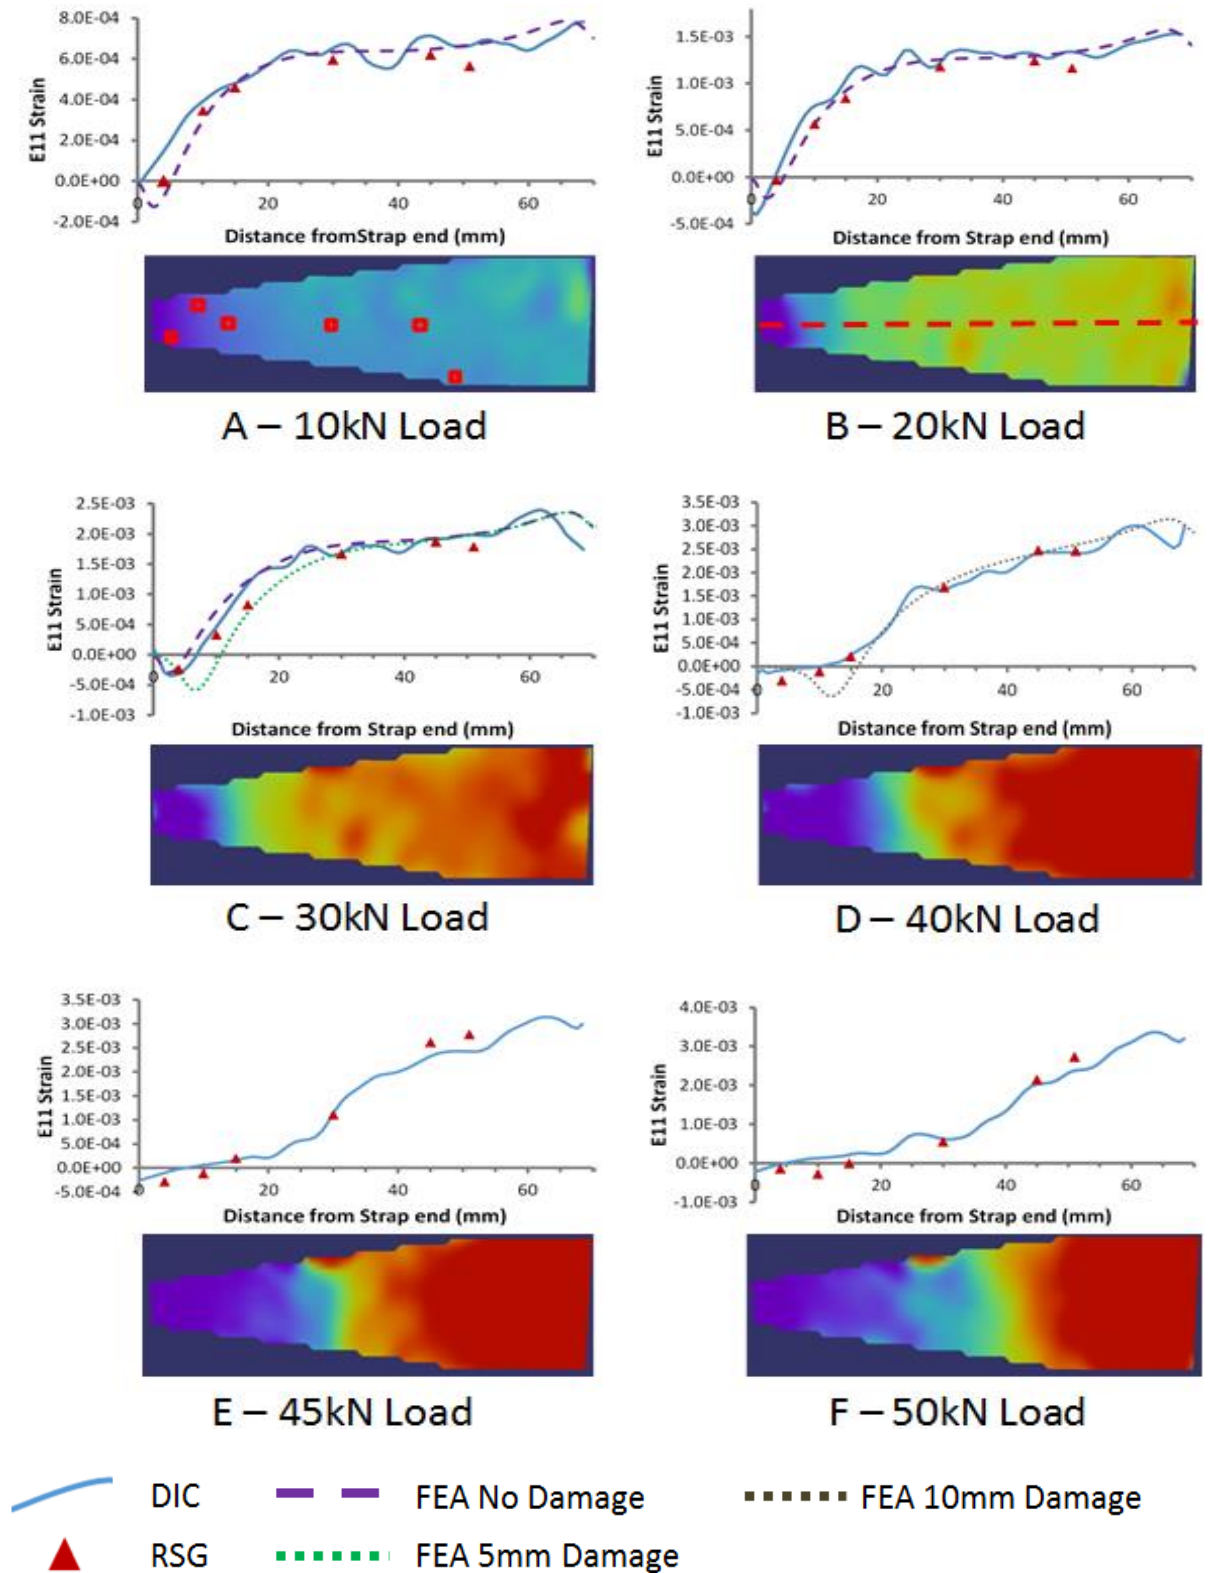 8.0E-04
6.0E-04
4.0E-04
2.0E-04
0.0E+00
-2.0E-04
E11 Strain
0 20 40 60
Distance fromStrap end (mm)
A – 10kN Load
1.5E-03
1.0E-03
5.0E-04
0.0E+00
-5.0E-04
E11 Strain
0 20 40 60
Distance from Strap end (mm)
B – 20kN Load
2.5E-03
2.0E-03
1.5E-03
1.0E-03
5.0E-04
0.0E+00
-5.0E-04
-1.0E-03
E11 Strain
0 20 40 60
Distance from Strap end (mm)
C – 30kN Load
3.5E-03
3.0E-03
2.5E-03
2.0E-03
1.5E-03
1.0E-03
5.0E-04
0.0E+00
-5.0E-04
-1.0E-03
E11 Strain
0 20 40 60
Distance from Strap end (mm)
D – 40kN Load
3.5E-03
3.0E-03
2.5E-03
2.0E-03
1.5E-03
1.0E-03
5.0E-04
0.0E+00
-5.0E-04
E11 Strain
0 20 40 60
Distance from Strap end (mm)
E – 45kN Load
4.0E-03
3.0E-03
2.0E-03
1.0E-03
0.0E+00
-1.0E-03
E11 Strain
0 20 40 60
Distance from Strap end (mm)
F – 50kN Load
DIC FEA No Damage FEA 10mm Damage
RSG FEA 5mm Damage